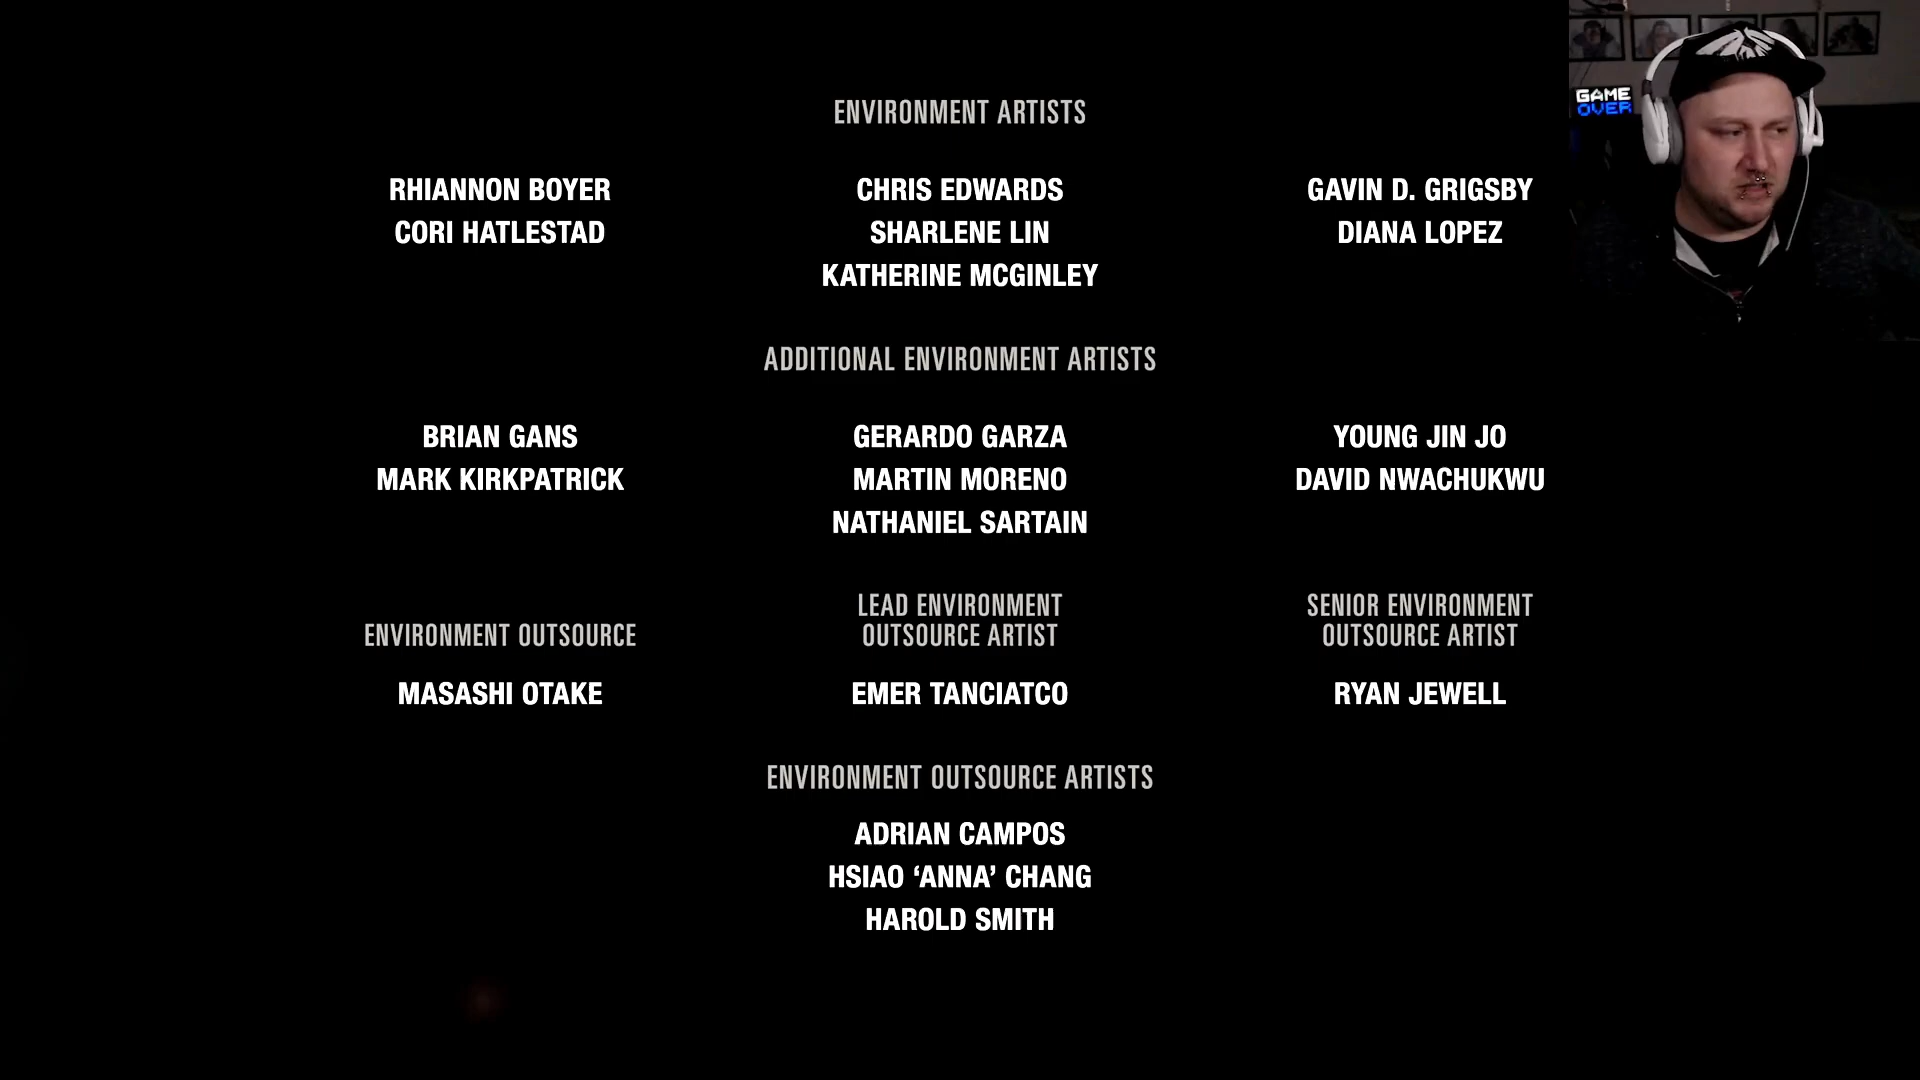 ENVIRONMENT ARTISTS
RHIANNON BOYER CHRIS EDWARDS GAVIN D. GRIGSBY
CORI HATLESTAD SHARLENE LIN DIANA LOPEZ
KATHERINE MCGINLEY
ADDITIONAL ENVIRONMENT ARTISTS
BRIAN GANS GERARDO GARZA YOUNG JIN JO
MARK KIRKPATRICK MARTIN MORENO DAVID NWACHUKWU
NATHANIEL SARTAIN
ENVIRONMENT OUTSOURCE
MASASHI OTAKE
LEAD ENVIRONMENT
OUTSOURCE ARTIST
EMER TANCIATCO
SENIOR ENVIRONMENT
OUTSOURCE ARTIST
RYAN JEWELL
ENVIRONMENT OUTSOURCE ARTISTS
ADRIAN CAMPOS
HSIAO ‘ANNA’ CHANG
HAROLD SMITH
GAME
OVER